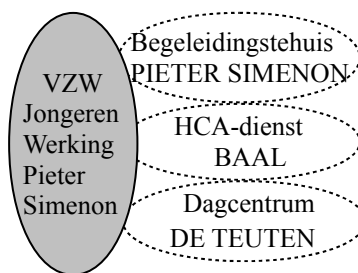 VZW
Jongeren
Werking
Pieter
Simenon
Begeleidingstehuis
PIETER SIMENON
HCA-dienst
BAAL
Dagcentrum
DE TEUTEN